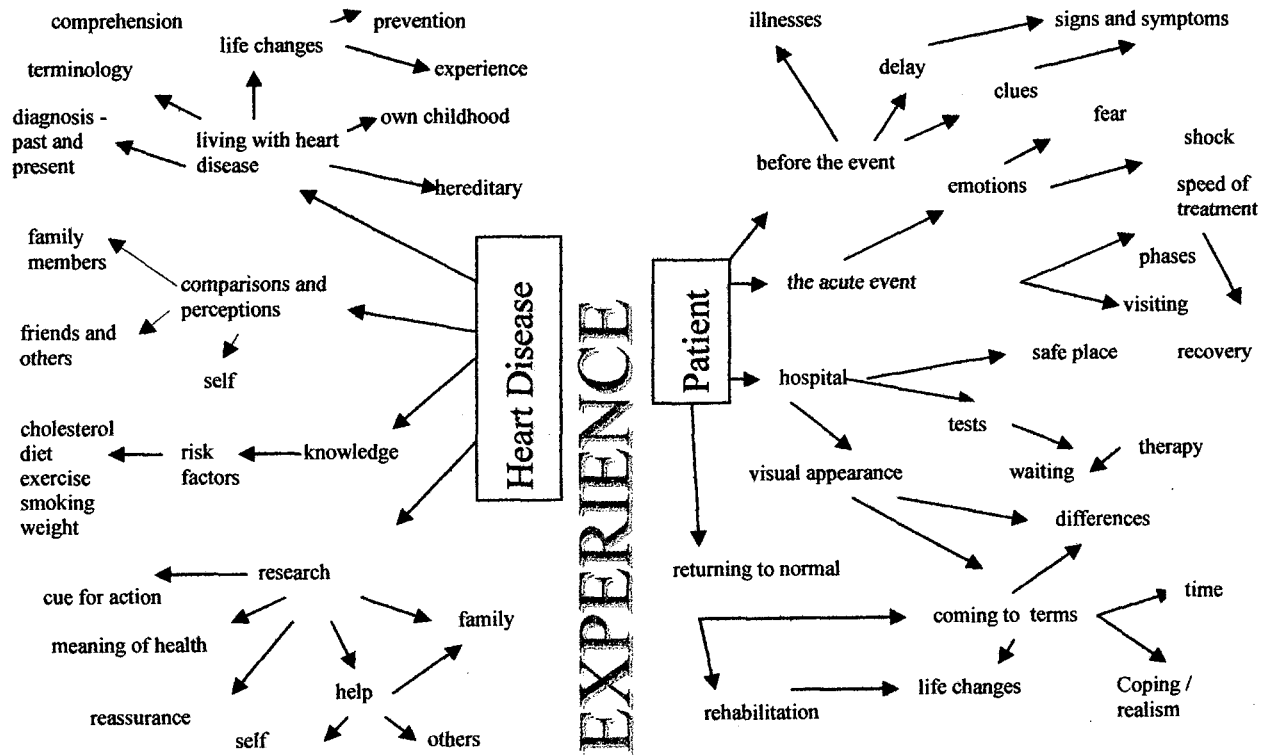 comprehension
prevention
life changes
terminology
experience
diagnosis -
past and
present
living with heart
disease
own childhood
hereditary
family
members
comparisons and
perceptions
friends and
others
self
cholesterol
diet
exercise
smoking
weight
risk
factors
knowledge
research
cue for action
meaning of health
family
help
reassurance
self
others
Heart Disease
EXPERIENCE
Patient
illnesses
signs and symptoms
delay
clues
fear
before the event
shock
emotions
speed of
treatment
phases
the acute event
visiting
safe place
recovery
hospital
tests
therapy
visual appearance
waiting
differences
returning to normal
time
coming to terms
life changes
Coping /
realism
rehabilitation